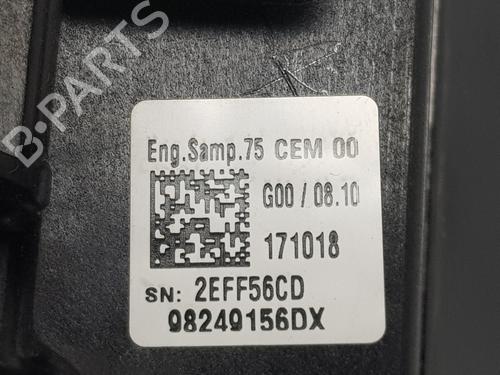 B-PARTS
Eng.Samp.75 CEM 00
G00 / 08.10
171018
SN: 2EFF56CD
98249156DX